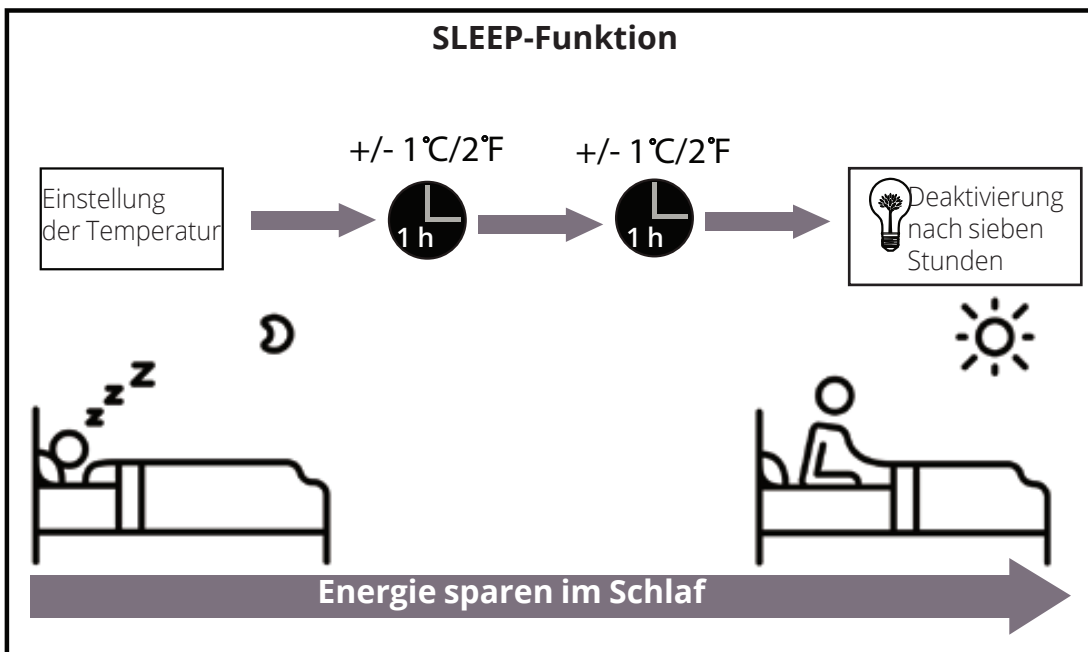 SLEEP-Funktion
+/- 1°C/2°F
+/- 1°C/2°F
Einstellung
der Temperatur
1 h
1 h
Deaktivierung
nach sieben
Stunden
z z z
Energie sparen im Schlaf